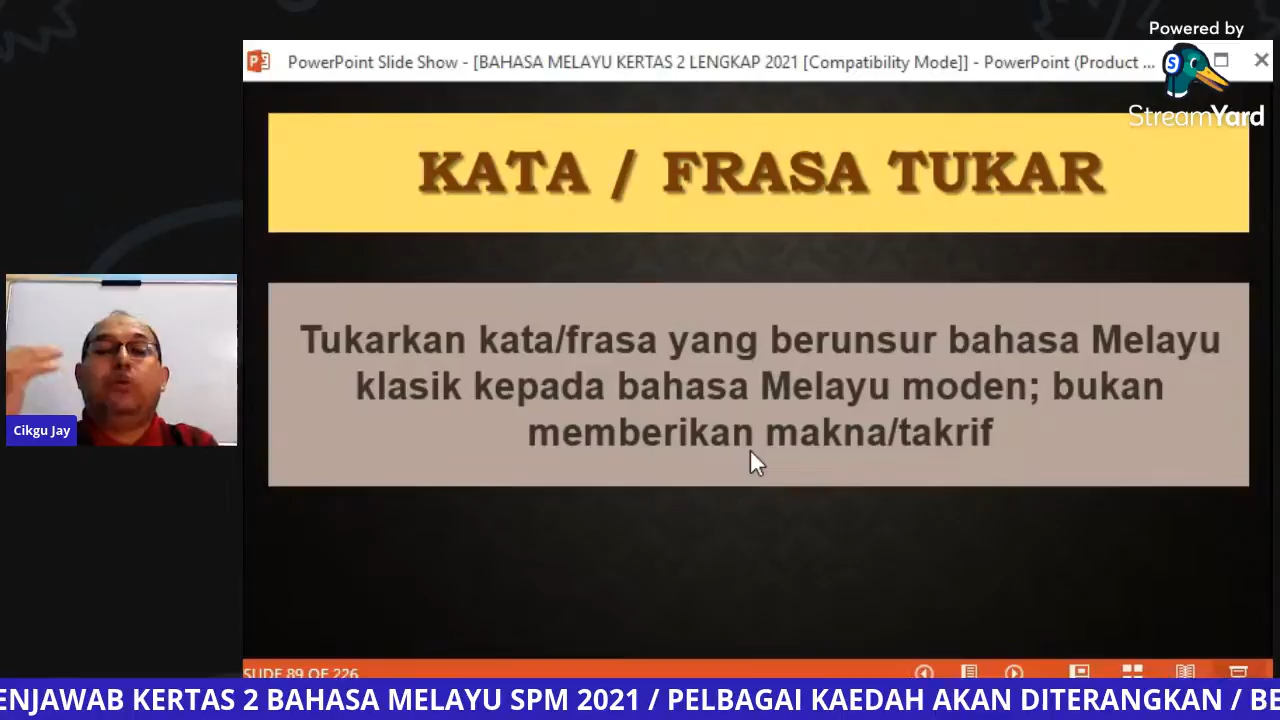 Powered by
StreamYard
PowerPoint Slide Show - [BAHASA MELAYU KERTAS 2 LENGKAP 2021 [Compatibility Mode]] - PowerPoint (Product ...
KATA / FRASA TUKAR
Tukarkan kata/frasa yang berunsur bahasa Melayu
klasik kepada bahasa Melayu moden; bukan
memberikan makna/takrif
Cikgu Jay
SLIDE 89 OF 226
ENJAWAB KERTAS 2 BAHASA MELAYU SPM 2021 / PELBAGAI KAEDAH AKAN DITERANGKAN / BE